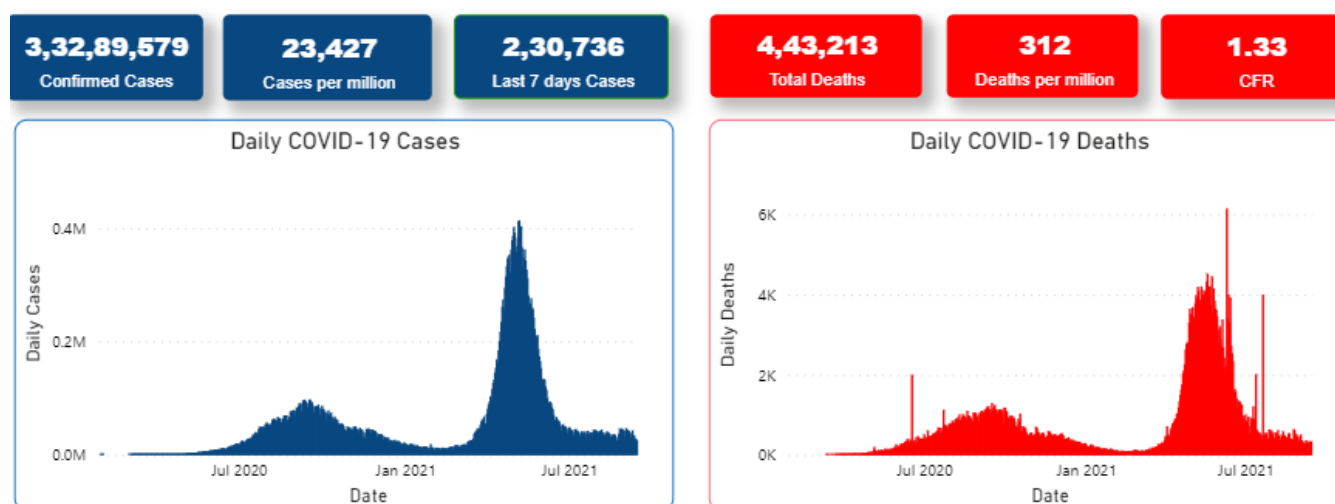 3,32,89,579
Confirmed Cases
23,427
Cases per million
2,30,736
Last 7 days Cases
4,43,213
Total Deaths
312
Deaths per million
1.33
CFR
Daily COVID-19 Cases
Daily Cases
0.4M
0.2M
0.0M
Jul 2020
Jan 2021
Jul 2021
Date
Daily COVID-19 Deaths
Daily Deaths
6K
4K
2K
0K
Jul 2020
Jan 2021
Jul 2021
Date